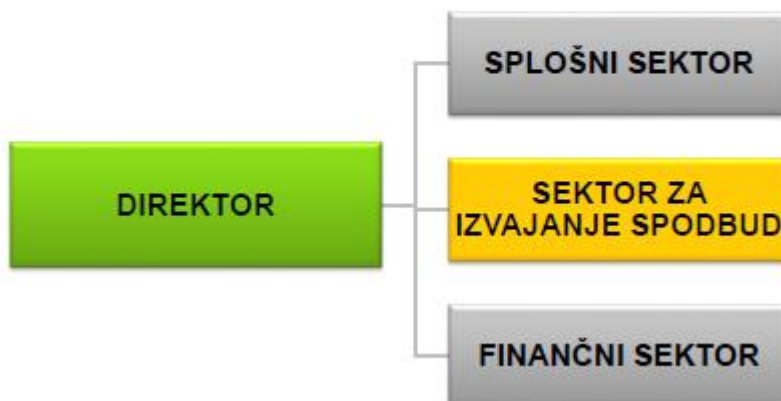 DIREKTOR
SPLOŠNI SEKTOR
SEKTOR ZA
IZVAJANJE SPODBUD
FINANČNI SEKTOR